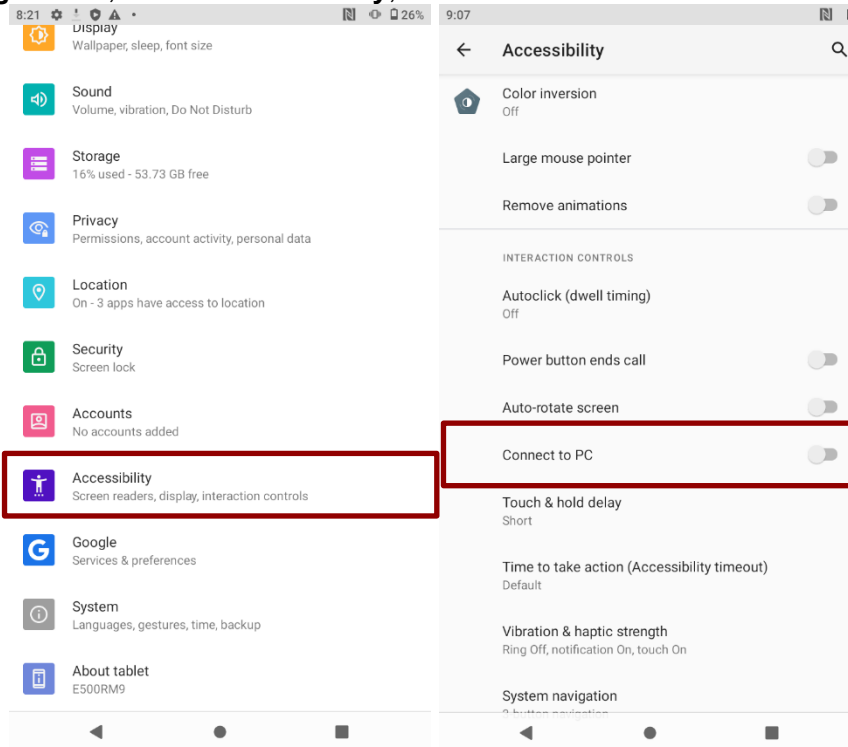 8:21
26%
Display
Wallpaper, sleep, font size
Sound
Volume, vibration, Do Not Disturb
Storage
16% used - 53.73 GB free
Privacy
Permissions, account activity, personal data
Location
On - 3 apps have access to location
Security
Screen lock
Accounts
No accounts added
Accessibility
Screen readers, display, interaction controls
Google
Services & preferences
System
Languages, gestures, time, backup
About tablet
E500RM9
9:07
Accessibility
Color inversion
Off
Large mouse pointer
Remove animations
INTERACTION CONTROLS
Autoclick (dwell timing)
Off
Power button ends call
Auto-rotate screen
Connect to PC
Touch & hold delay
Short
Time to take action (Accessibility timeout)
Default
Vibration & haptic strength
Ring Off, notification On, touch On
System navigation